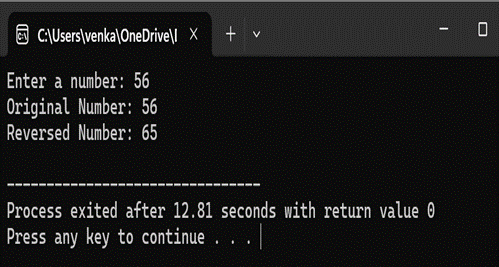 C:\Users\venka\OneDrive\I
Enter a number: 56
Original Number: 56
Reversed Number: 65
--------------------------------
Process exited after 12.81 seconds with return value 0
Press any key to continue . . .